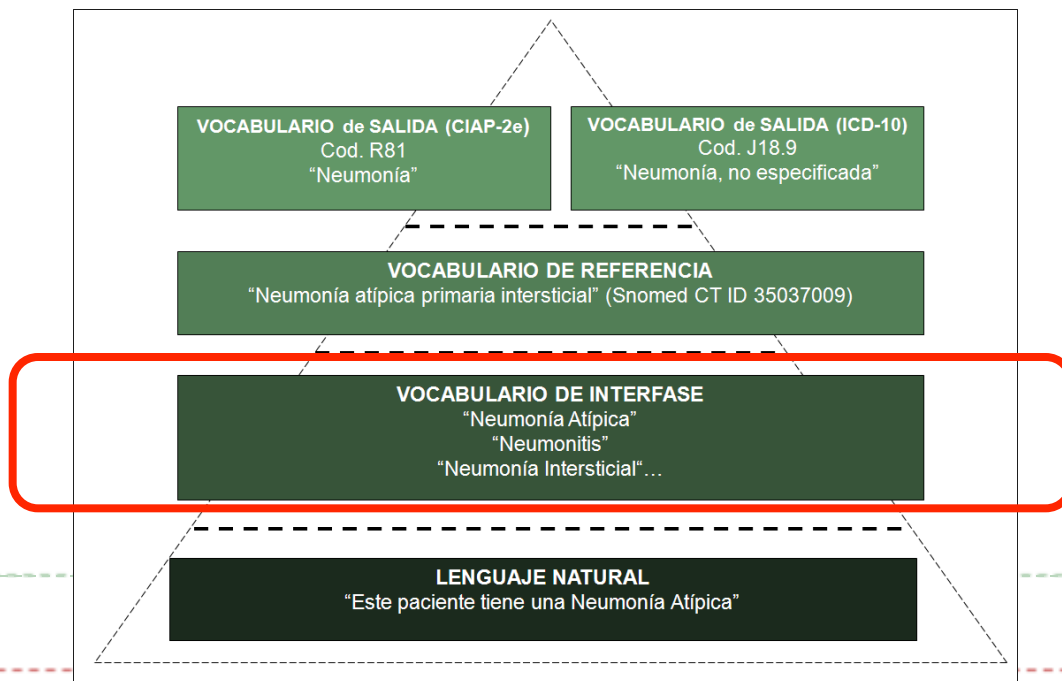 VOCABULARIO de SALIDA (CIAP-2e)
Cod. R81
“Neumonía”
VOCABULARIO de SALIDA (ICD-10)
Cod. J18.9
“Neumonía, no especificada”
VOCABULARIO DE REFERENCIA
“Neumonía atípica primaria intersticial” (Snomed CT ID 35037009)
VOCABULARIO DE INTERFASE
“Neumonía Atípica”
“Neumonitis”
“Neumonía Intersticial“…
LENGUAJE NATURAL
“Este paciente tiene una Neumonía Atípica”